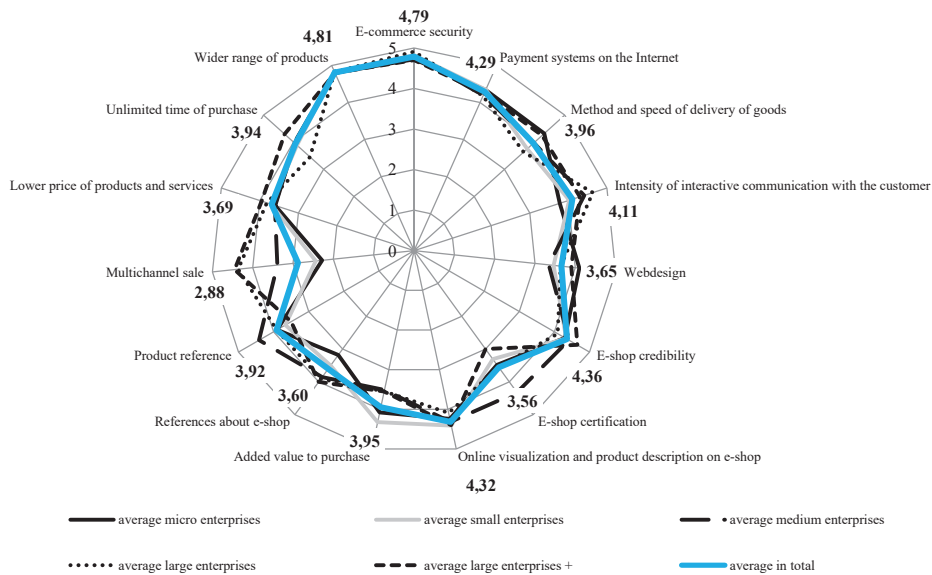 4,79
E-commerce security
4,81
5
Wider range of products
4,29
Payment systems on the Internet
4
Unlimited time of purchase
Method and speed of delivery of goods
3,94
3,96
3
Lower price of products and services
2
Intensity of interactive communication with the customer
3,69
1
4,11
0
Multichannel sale
3,65
Webdesign
2,88
Product reference
E-shop credibility
3,92
4,36
3,60
3,56
References about e-shop
E-shop certification
3,95
Added value to purchase
Online visualization and product description on e-shop
4,32
average micro enterprises
average small enterprises
average medium enterprises
average large enterprises
average large enterprises +
average in total